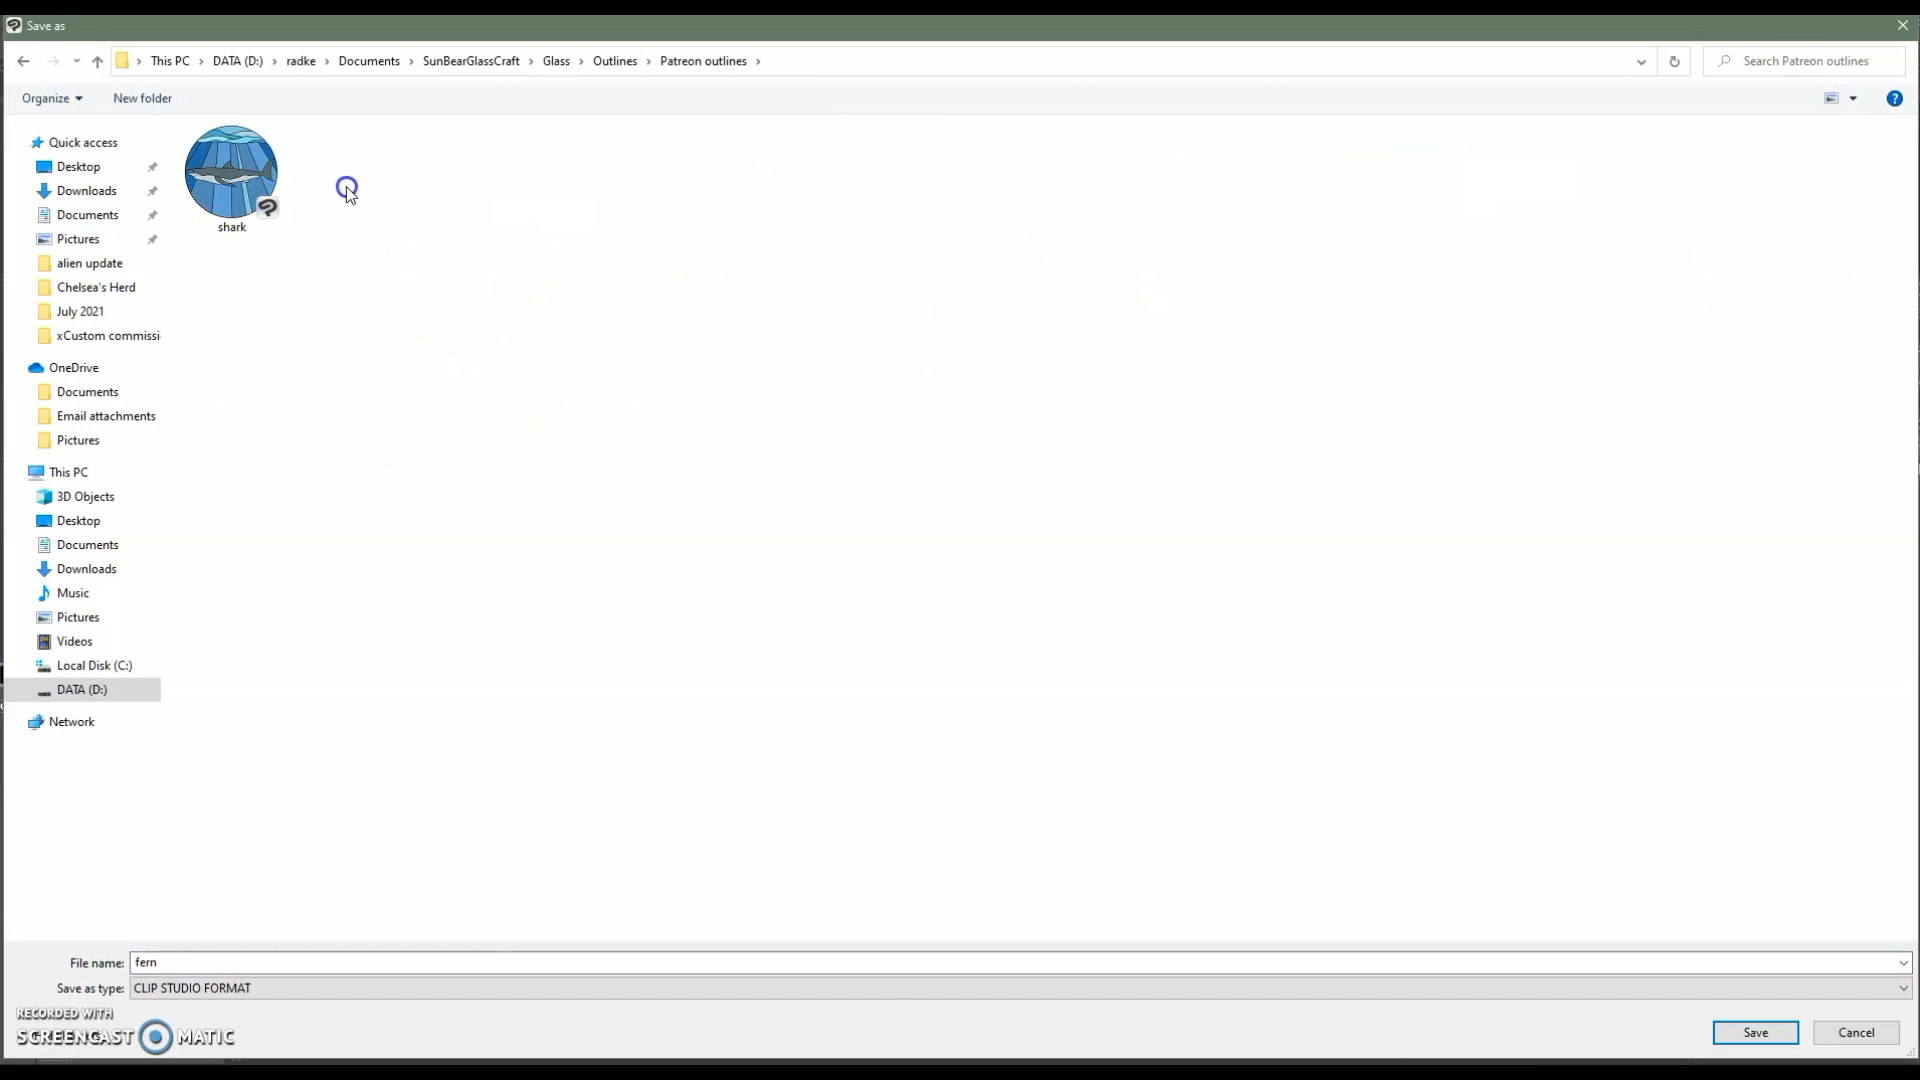 Save as
This PC > DATA (D:) > radke > Documents > SunBearGlassCraft > Glass > Outlines > Patreon outlines >
Search Patreon outlines
Organize
New folder
Quick access
Desktop
Downloads
Documents
Pictures
alien update
Chelsea's Herd
July 2021
xCustom commissi
OneDrive
Documents
Email attachments
Pictures
This PC
3D Objects
Desktop
Documents
Downloads
Music
Pictures
Videos
Local Disk (C:)
DATA (D:)
Network
shark
File name: fern
Save as type: CLIP STUDIO FORMAT
RECORDED WITH
SCREENCAST MATIC
Save
Cancel